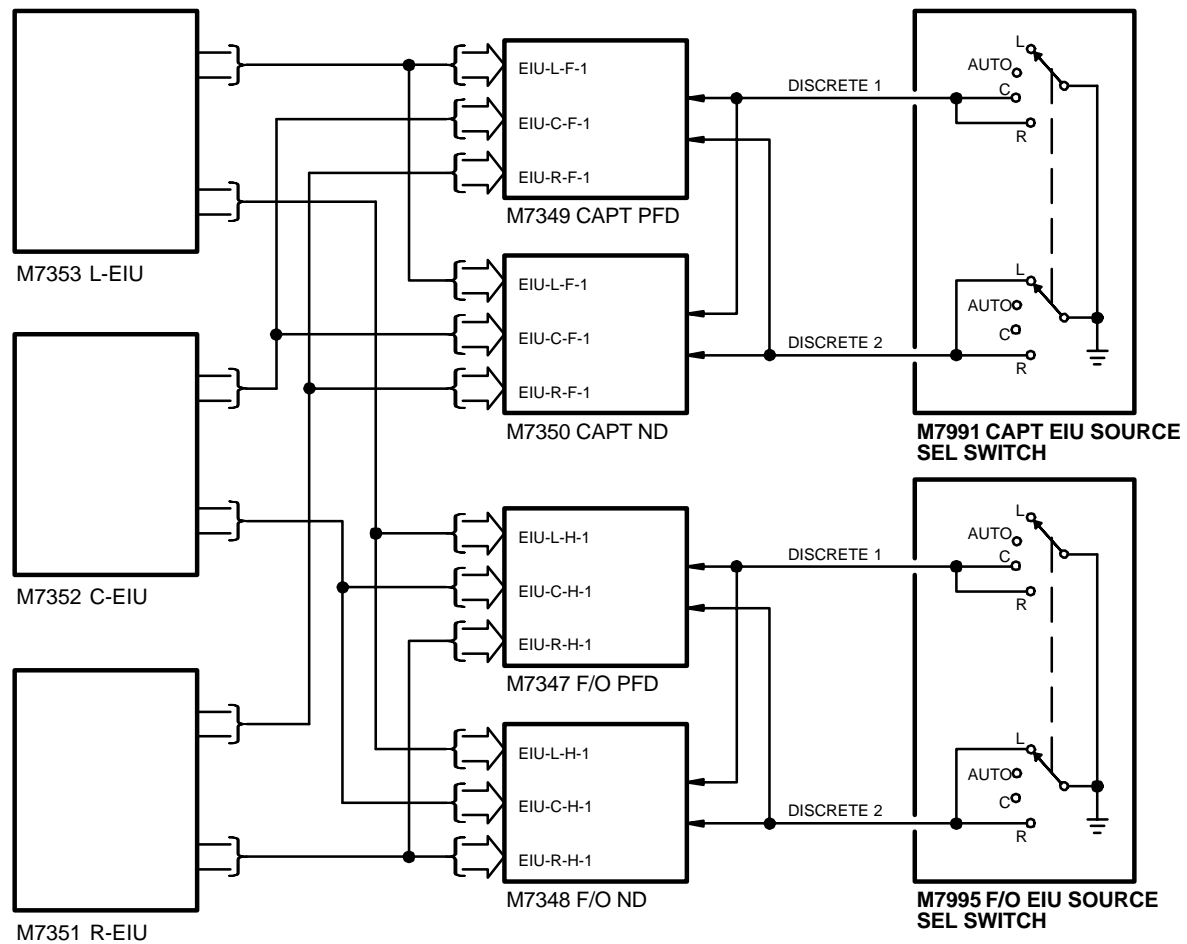 M7353 L-EIU
M7352 C-EIU
M7351 R-EIU
EIU-L-F-1
EIU-C-F-1
EIU-R-F-1
M7349 CAPT PFD
EIU-L-F-1
EIU-C-F-1
EIU-R-F-1
M7350 CAPT ND
EIU-L-H-1
EIU-C-H-1
EIU-R-H-1
M7347 F/O PFD
EIU-L-H-1
EIU-C-H-1
EIU-R-H-1
M7348 F/O ND
DISCRETE 1
DISCRETE 2
DISCRETE 1
DISCRETE 2
L
AUTO
C
R
L
AUTO
C
R
M7991 CAPT EIU SOURCE
SEL SWITCH
L
AUTO
C
R
L
AUTO
C
R
M7995 F/O EIU SOURCE
SEL SWITCH